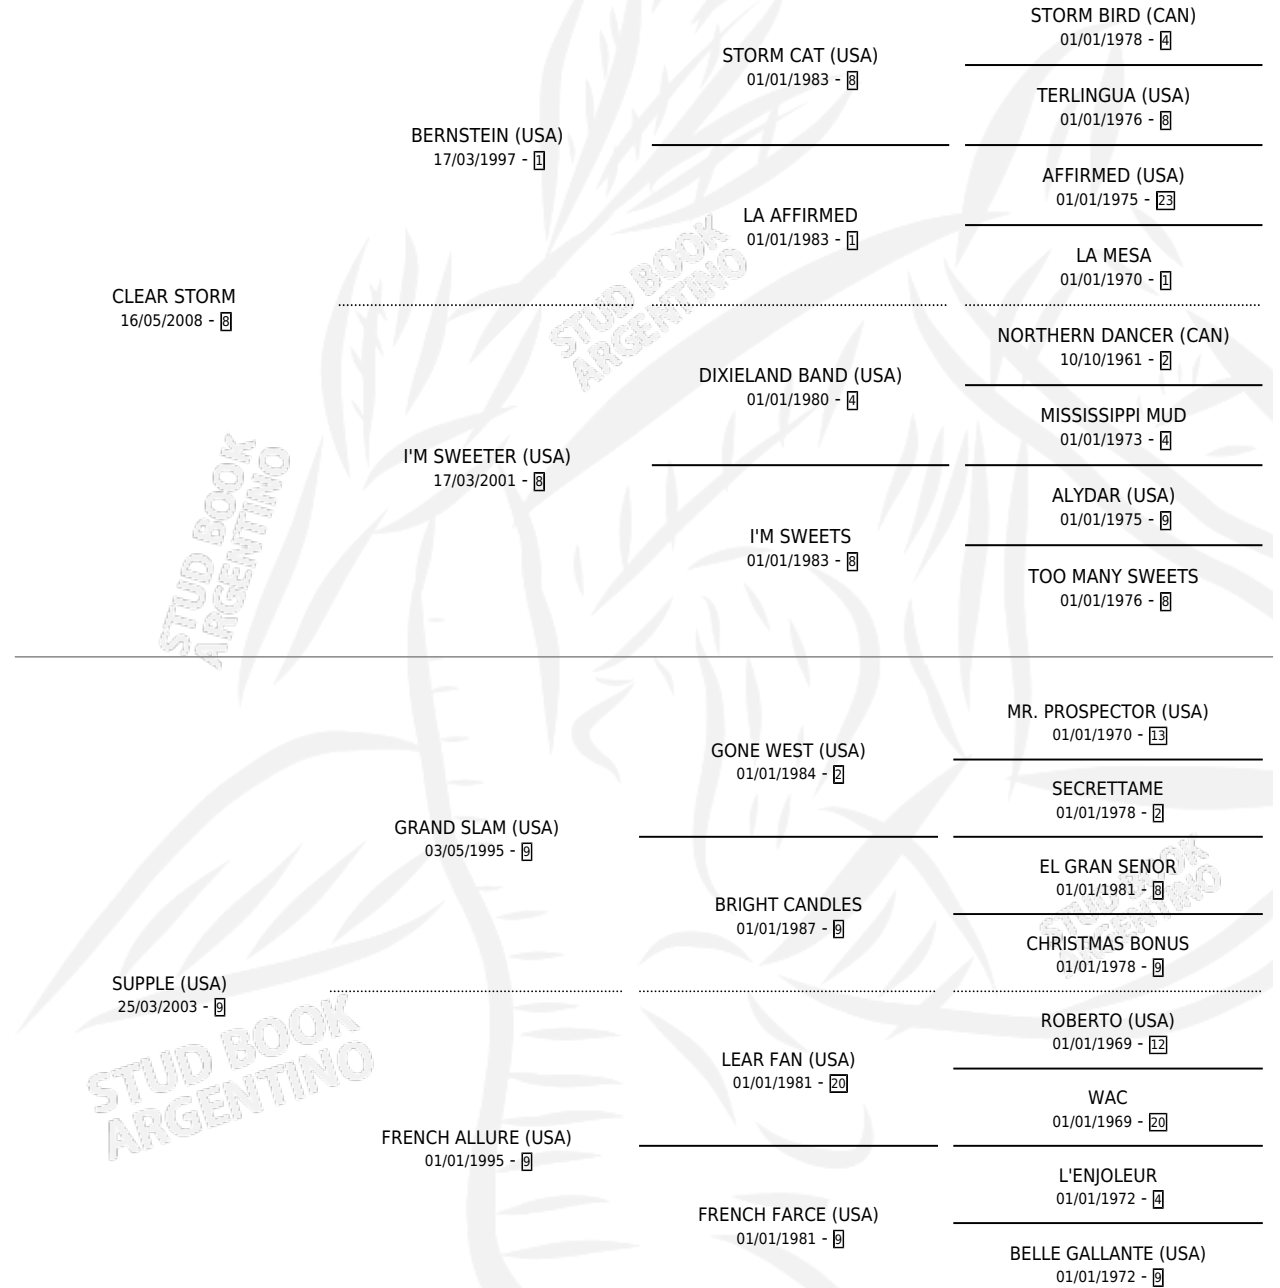 STORM BIRD (CAN)
01/01/1978 - 4
STORM CAT (USA)
01/01/1983 - 8
TERLINGUA (USA)
01/01/1976 - 8
BERNSTEIN (USA)
17/03/1997 - 1
AFFIRMED (USA)
01/01/1975 - 23
LA AFFIRMED
01/01/1983 - 1
LA MESA
01/01/1970 - 1
CLEAR STORM
16/05/2008 - 8
STUD BOOK
ARGENTINO
NORTHERN DANCER (CAN)
10/10/1961 - 2
DIXIELAND BAND (USA)
01/01/1980 - 4
MISSISSIPPI MUD
01/01/1973 - 4
I'M SWEETER (USA)
17/03/2001 - 8
ALYDAR (USA)
01/01/1975 - 9
I'M SWEETS
01/01/1983 - 8
TOO MANY SWEETS
01/01/1976 - 8
STUD BOOK
ARGENTINO
MR. PROSPECTOR (USA)
01/01/1970 - 13
GONE WEST (USA)
01/01/1984 - 2
SECRETTAME
01/01/1978 - 2
GRAND SLAM (USA)
03/05/1995 - 9
EL GRAN SENOR
01/01/1981 - 8
BRIGHT CANDLES
01/01/1987 - 9
STUD BOOK
ARGENTINO
CHRISTMAS BONUS
01/01/1978 - 9
SUPPLE (USA)
25/03/2003 - 9
ROBERTO (USA)
01/01/1969 - 12
LEAR FAN (USA)
01/01/1981 - 20
STUD BOOK
ARGENTINO
WAC
01/01/1969 - 20
FRENCH ALLURE (USA)
01/01/1995 - 9
L'ENJOLEUR
01/01/1972 - 4
FRENCH FARCE (USA)
01/01/1981 - 9
BELLE GALLANTE (USA)
01/01/1972 - 9